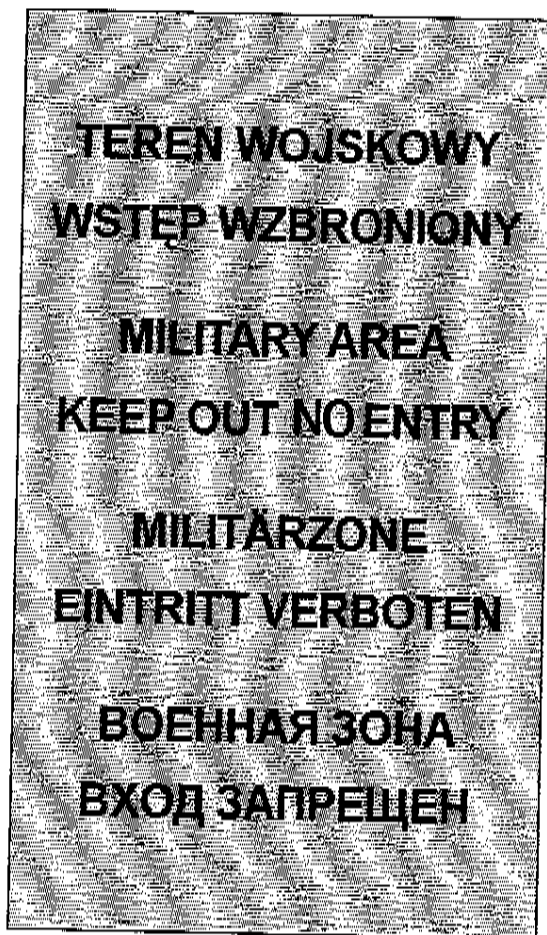 TEREN WOJSKOWY
WSTĘP WZBRONIONY
MILITARY AREA
KEEP OUT NO ENTRY
MILITÄRZONE
EINTRITT VERBOTEN
ВОЕННАЯ ЗОНА
ВХОД ЗАПРЕЩЕН